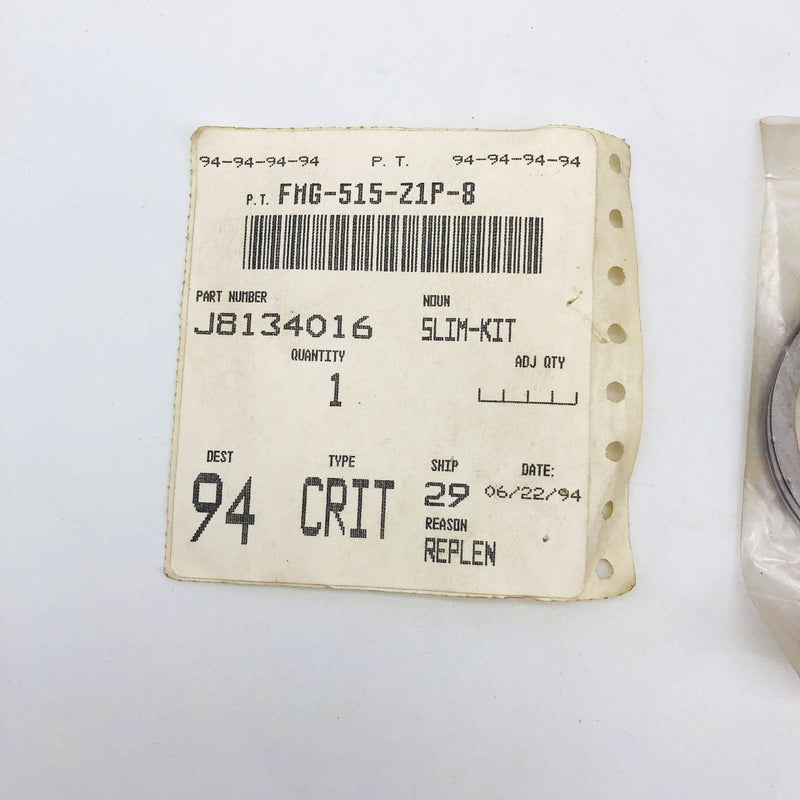 94-94-94-94 P.T. 94-94-94-94
P.T. FHG-515-Z1P-8
PART NUMBER NOUN
J8134016 SLIM-KIT
QUANTITY ADJ QTY
1
DEST TYPE SHIP DATE:
94 CRIT 29 06/22/94
REASON
REPLEN